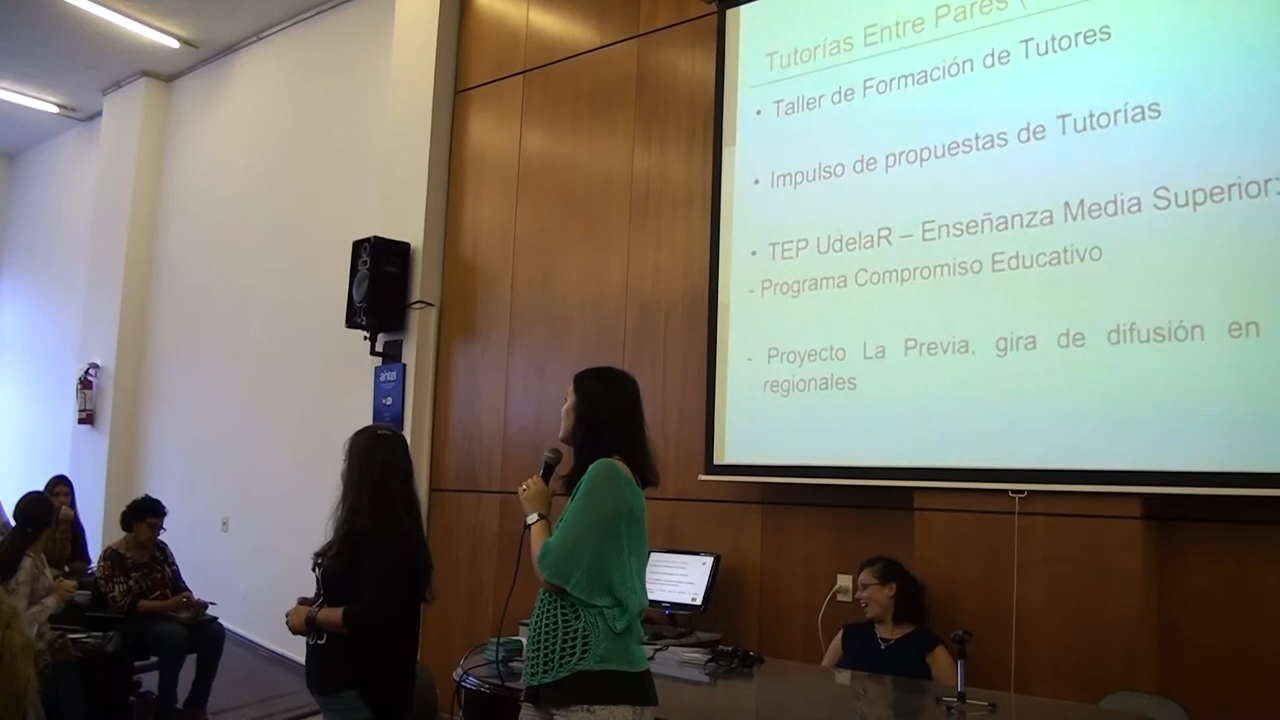 Tutorías Entre Pares (
• Taller de Formación de Tutores
• Impulso de propuestas de Tutorías
• TEP UdelaR – Enseñanza Media Superior:
- Programa Compromiso Educativo
- Proyecto La Previa, gira de difusión en
regionales
antel